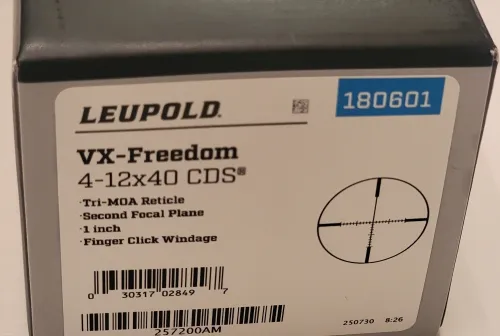 LEUPOLD.
180601
VX-Freedom
4-12x40 CDS®
·Tri-MOA Reticle
·Second Focal Plane
·1 inch
·Finger Click Windage
0 30317 02849 7
257200AM
250730 8:26